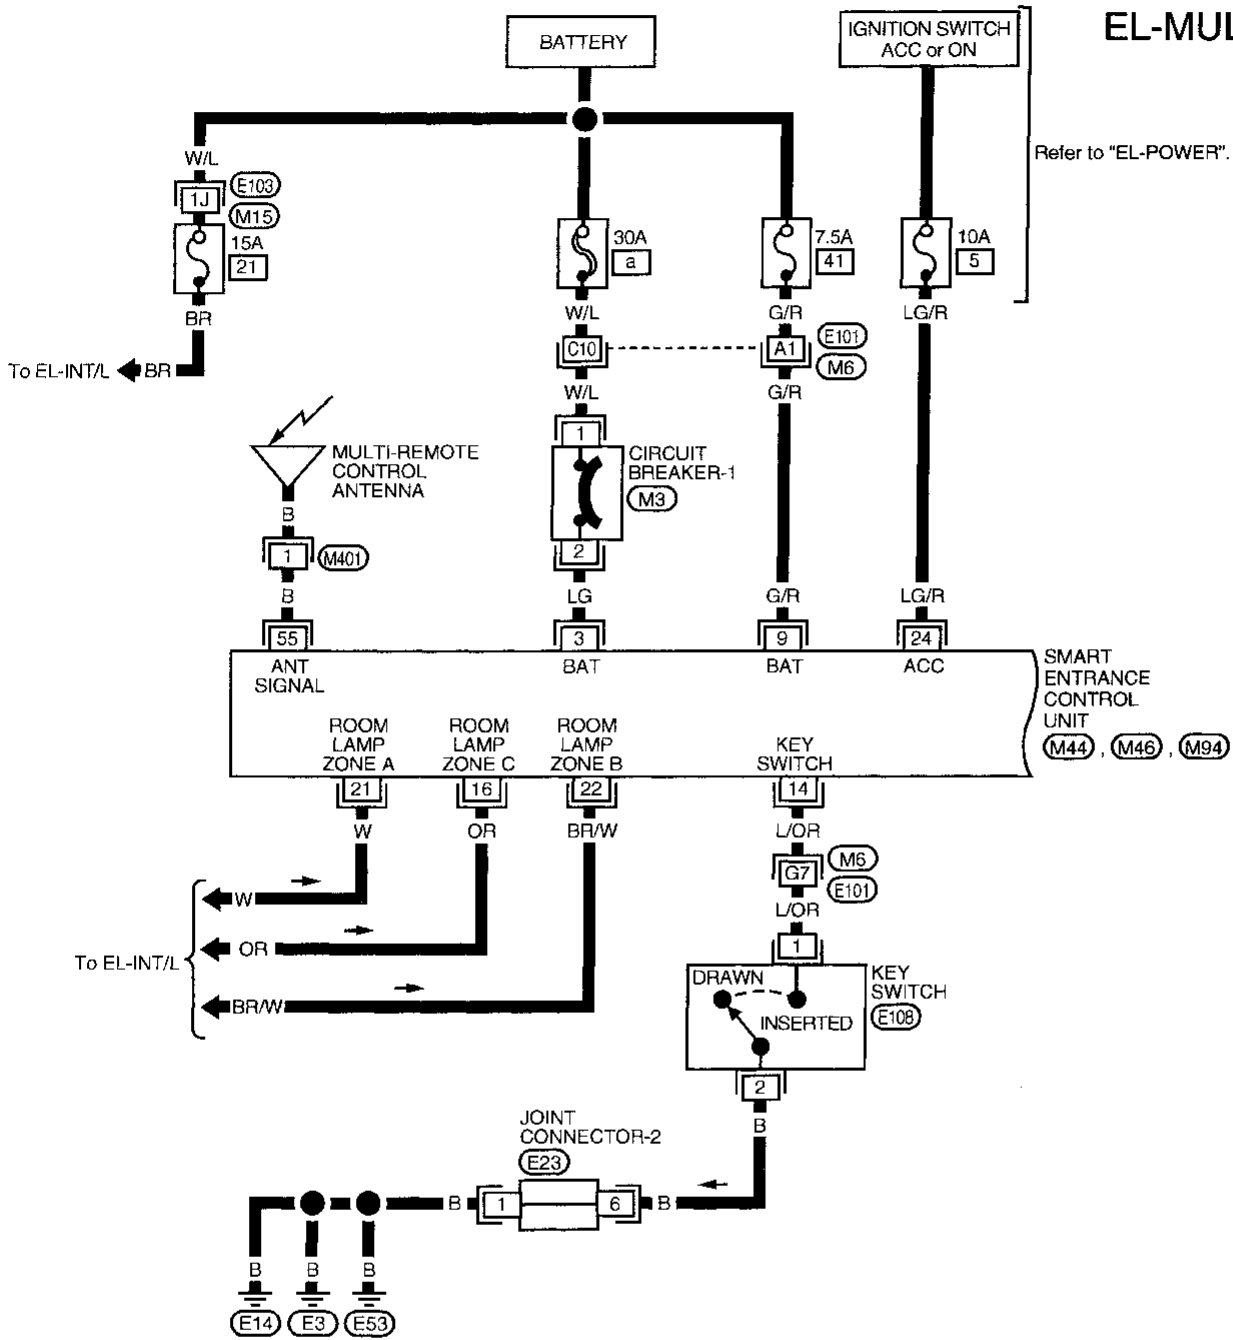 EL-MUL
BATTERY
IGNITION SWITCH
ACC or ON
Refer to "EL-POWER".
W/L
1J
E103
M15
15A
21
BR
To EL-INT/L
BR
30A
a
7.5A
41
10A
5
W/L
G/R
LG/R
C10
A1
E101
M6
W/L
G/R
1
CIRCUIT
BREAKER-1
M3
2
MULTI-REMOTE
CONTROL
ANTENNA
B
1
M401
B
LG
G/R
LG/R
55
3
9
24
ANT
SIGNAL
BAT
BAT
ACC
SMART
ENTRANCE
CONTROL
UNIT
M44 , M46 , M94
ROOM
LAMP
ZONE A
ROOM
LAMP
ZONE C
ROOM
LAMP
ZONE B
KEY
SWITCH
21
16
22
14
W
OR
BR/W
L/OR
G7
M6
E101
L/OR
W
OR
BR/W
To EL-INT/L
1
DRAWN
INSERTED
KEY
SWITCH
E108
2
B
JOINT
CONNECTOR-2
E23
B
1
6
B
B
B
B
E14
E3
E53